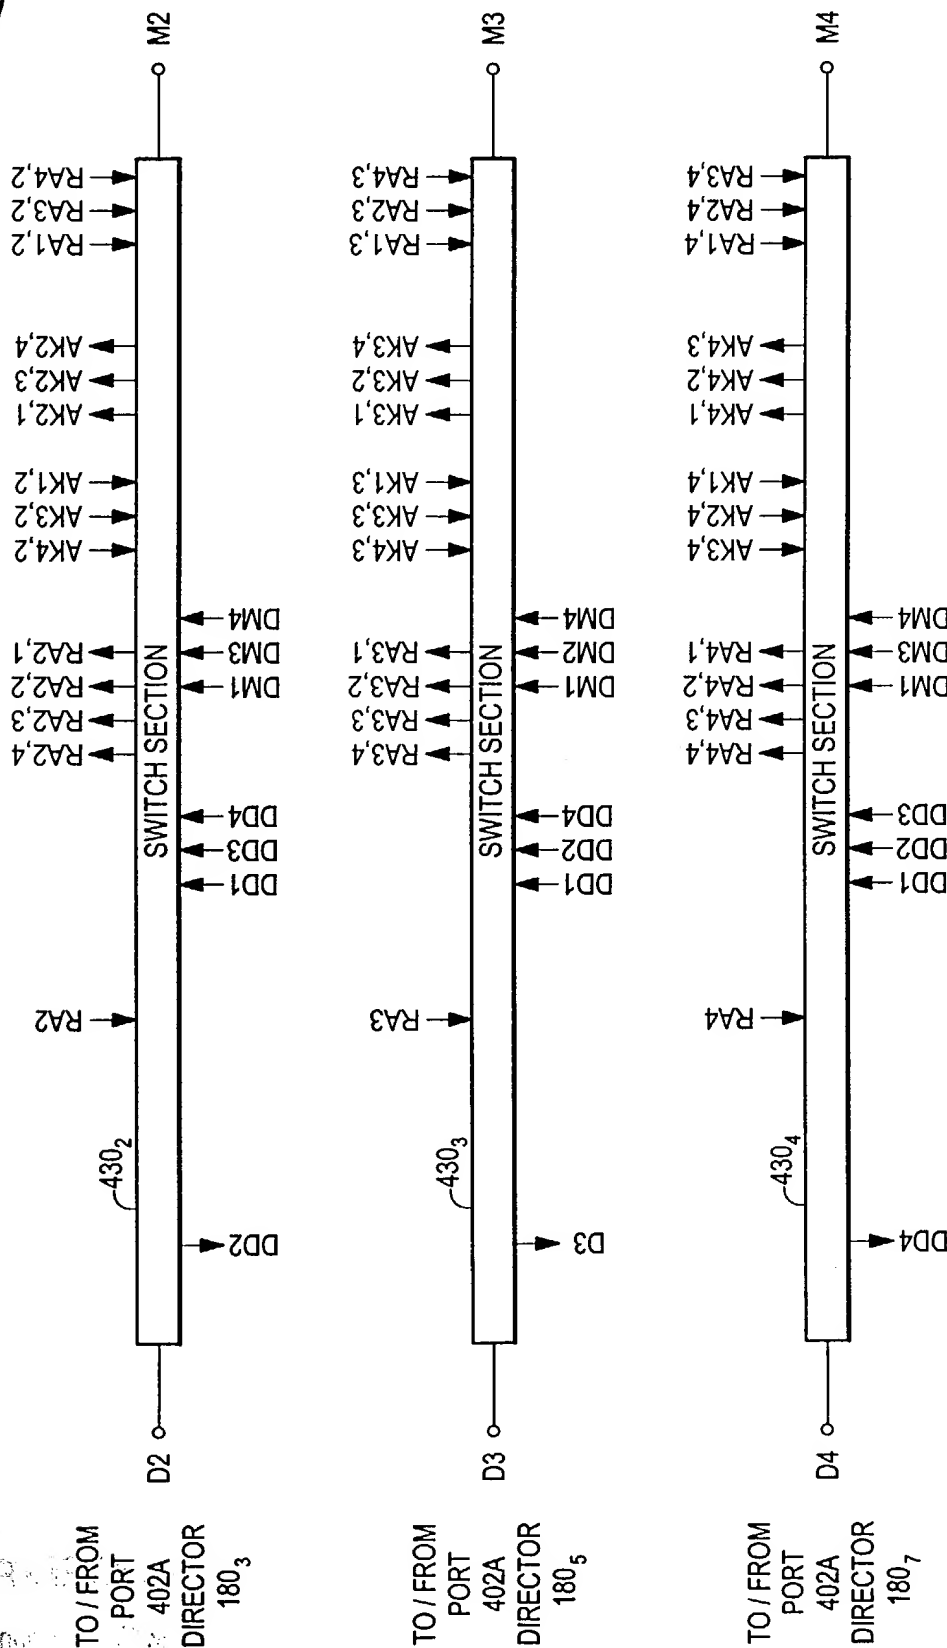 M2
RA4,2
RA3,2
RA1,2
AK2,4
AK2,3
AK2,1
AK1,2
AK3,2
AK4,2
RA2,1
RA2,2
RA2,3
RA2,4
RA2
430₂
SWITCH SECTION
DM4
DM3
DM1
DD4
DD3
DD1
DD2
D2
TO / FROM
PORT
402A
DIRECTOR
180₃
M3
RA4,3
RA2,3
RA1,3
AK3,4
AK3,2
AK3,1
AK1,3
AK3,3
AK4,3
RA3,1
RA3,2
RA3,3
RA3,4
RA3
430₃
SWITCH SECTION
DM4
DM2
DM1
DD4
DD2
DD1
D3
D3
TO / FROM
PORT
402A
DIRECTOR
180₅
M4
RA3,4
RA2,4
RA1,4
AK4,3
AK4,2
AK4,1
AK1,4
AK2,4
AK3,4
RA4,1
RA4,2
RA4,3
RA4,4
RA4
430₄
SWITCH SECTION
DM4
DM3
DM1
DD3
DD2
DD1
DD4
D4
TO / FROM
PORT
402A
DIRECTOR
180₇